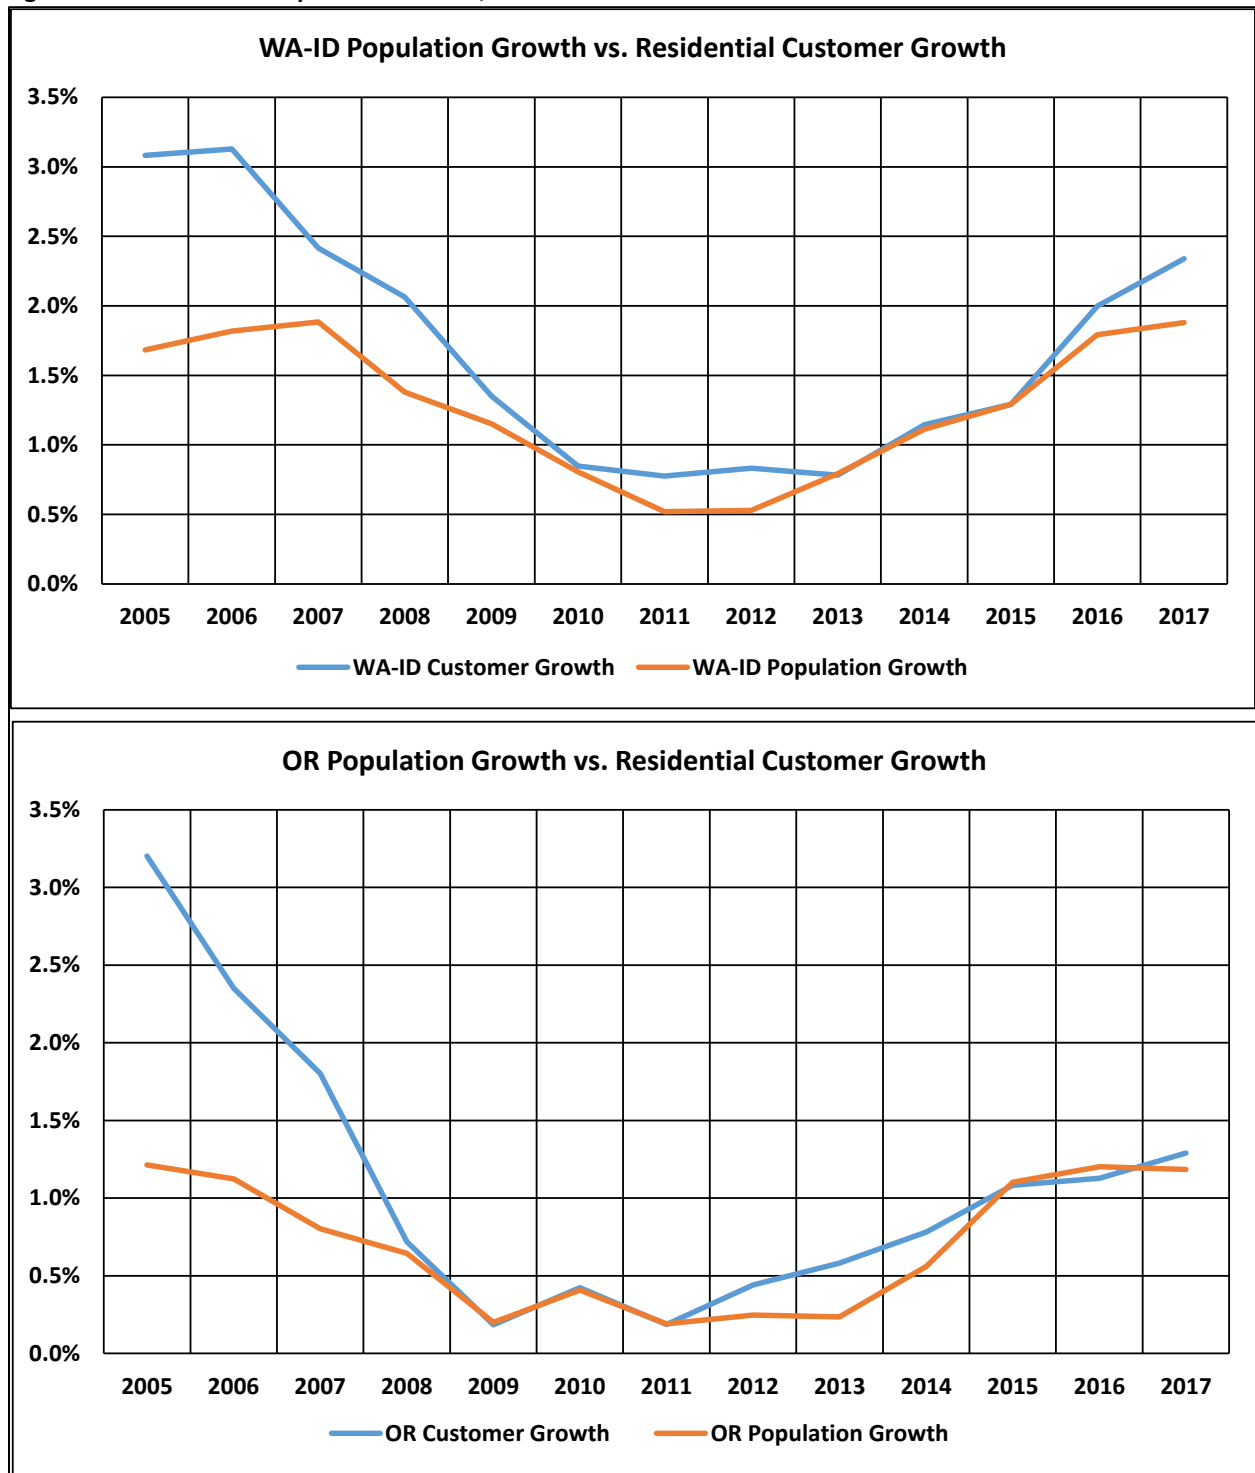 WA-ID Population Growth vs. Residential Customer Growth
3.5%
3.0%
2.5%
2.0%
1.5%
1.0%
0.5%
0.0%
2005 2006 2007 2008 2009 2010 2011 2012 2013 2014 2015 2016 2017
WA-ID Customer Growth WA-ID Population Growth
OR Population Growth vs. Residential Customer Growth
3.5%
3.0%
2.5%
2.0%
1.5%
1.0%
0.5%
0.0%
2005 2006 2007 2008 2009 2010 2011 2012 2013 2014 2015 2016 2017
OR Customer Growth OR Population Growth